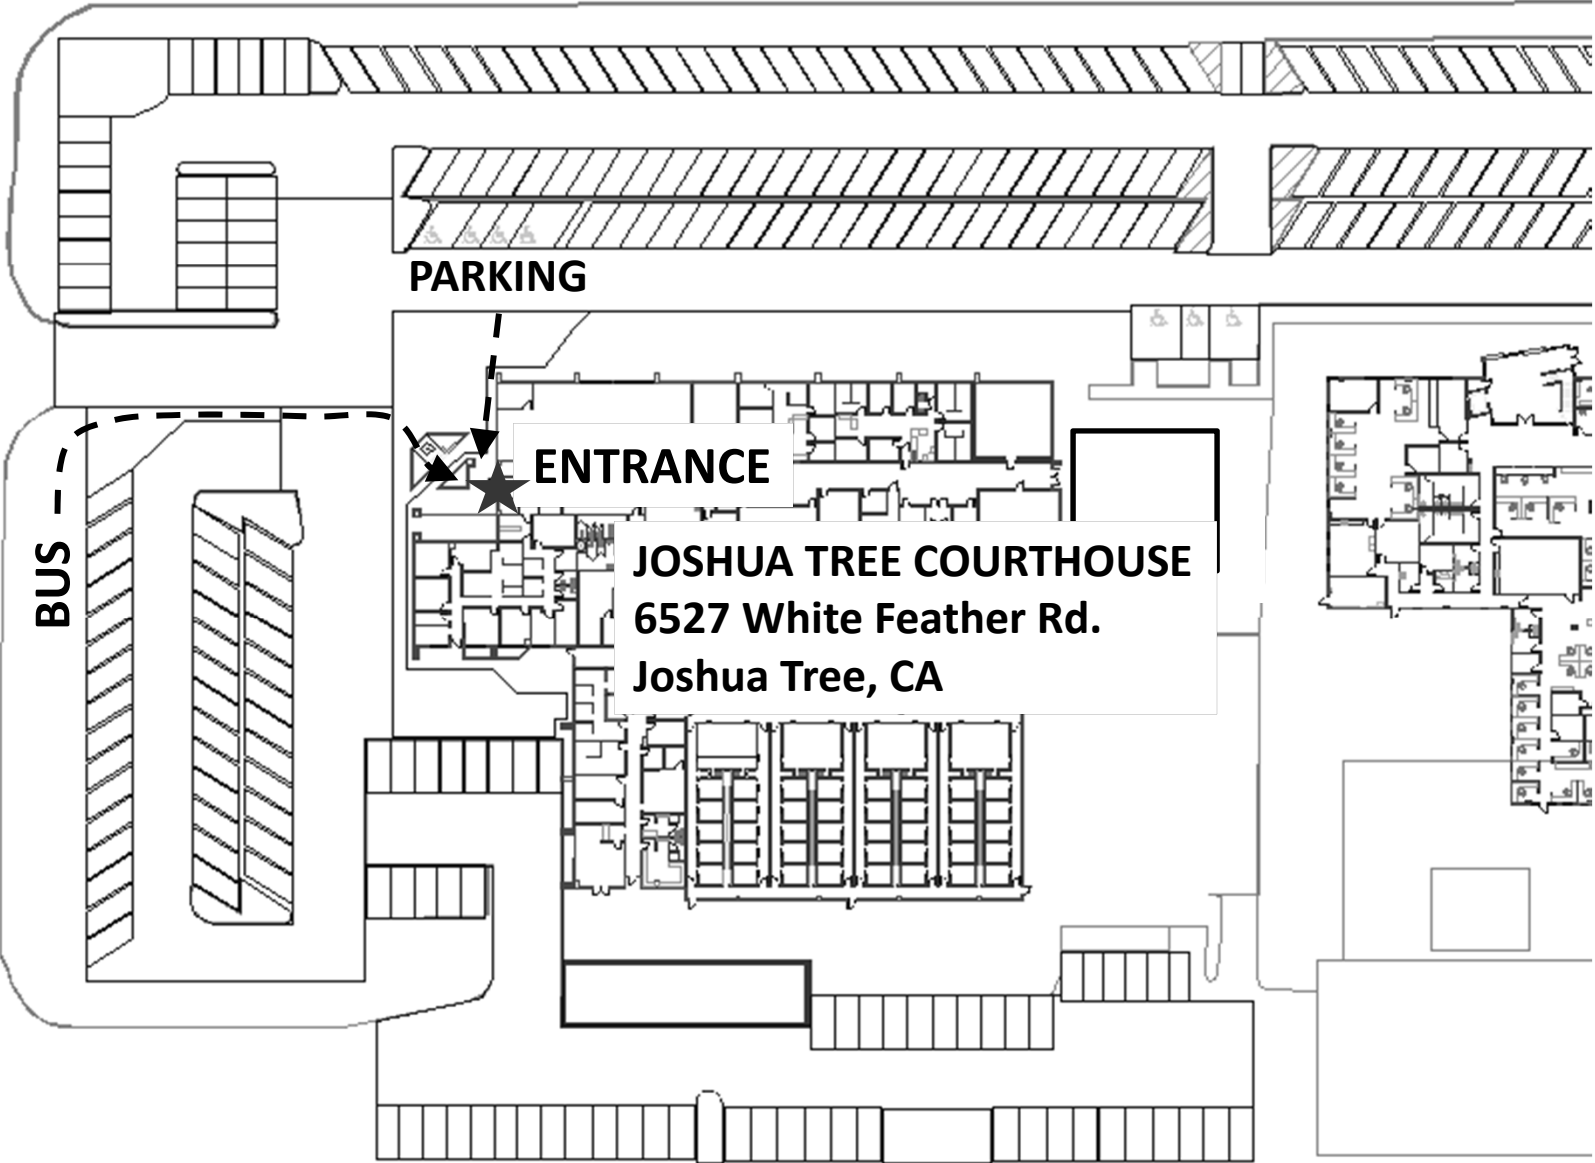 PARKING
ENTRANCE
BUS
JOSHUA TREE COURTHOUSE
6527 White Feather Rd.
Joshua Tree, CA